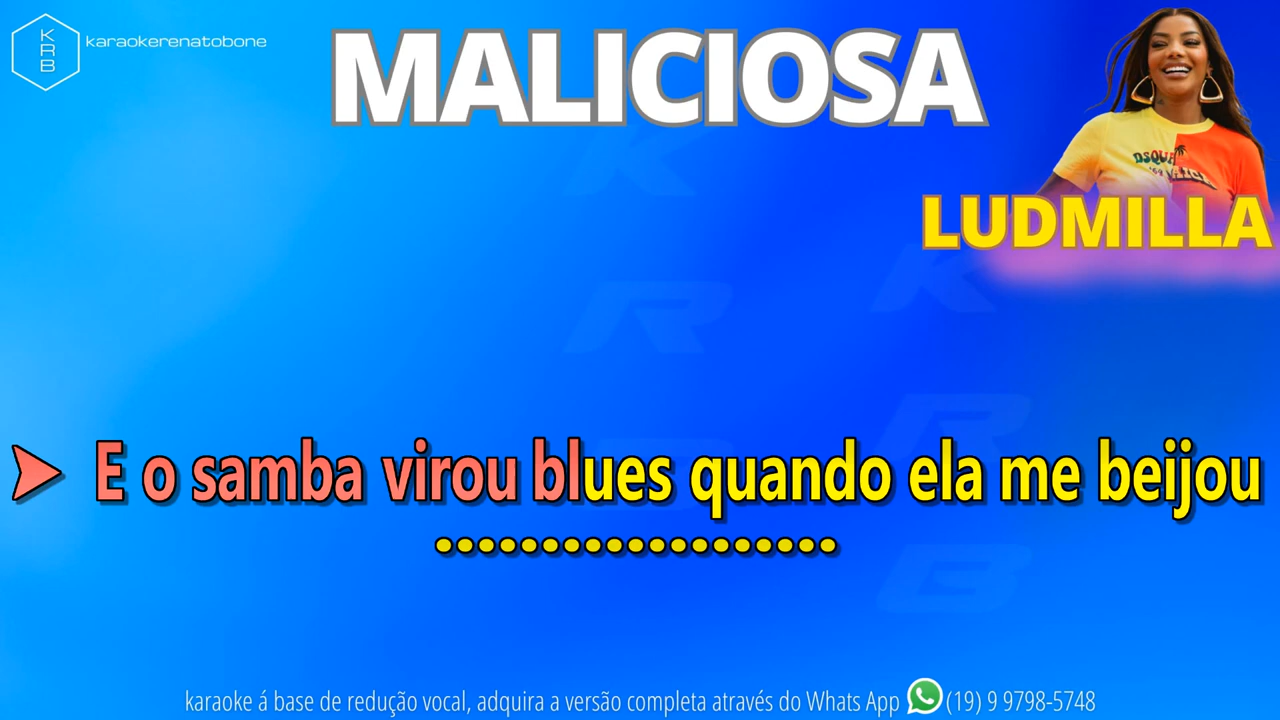 K
R
B
karaokerenatobone
MALICIOSA
LUDMILLA
K
K
R
R
B
E o samba virou blues quando ela me beijou
karaoke á base de redução vocal, adquira a versão completa através do Whats App (19) 9 9798-5748